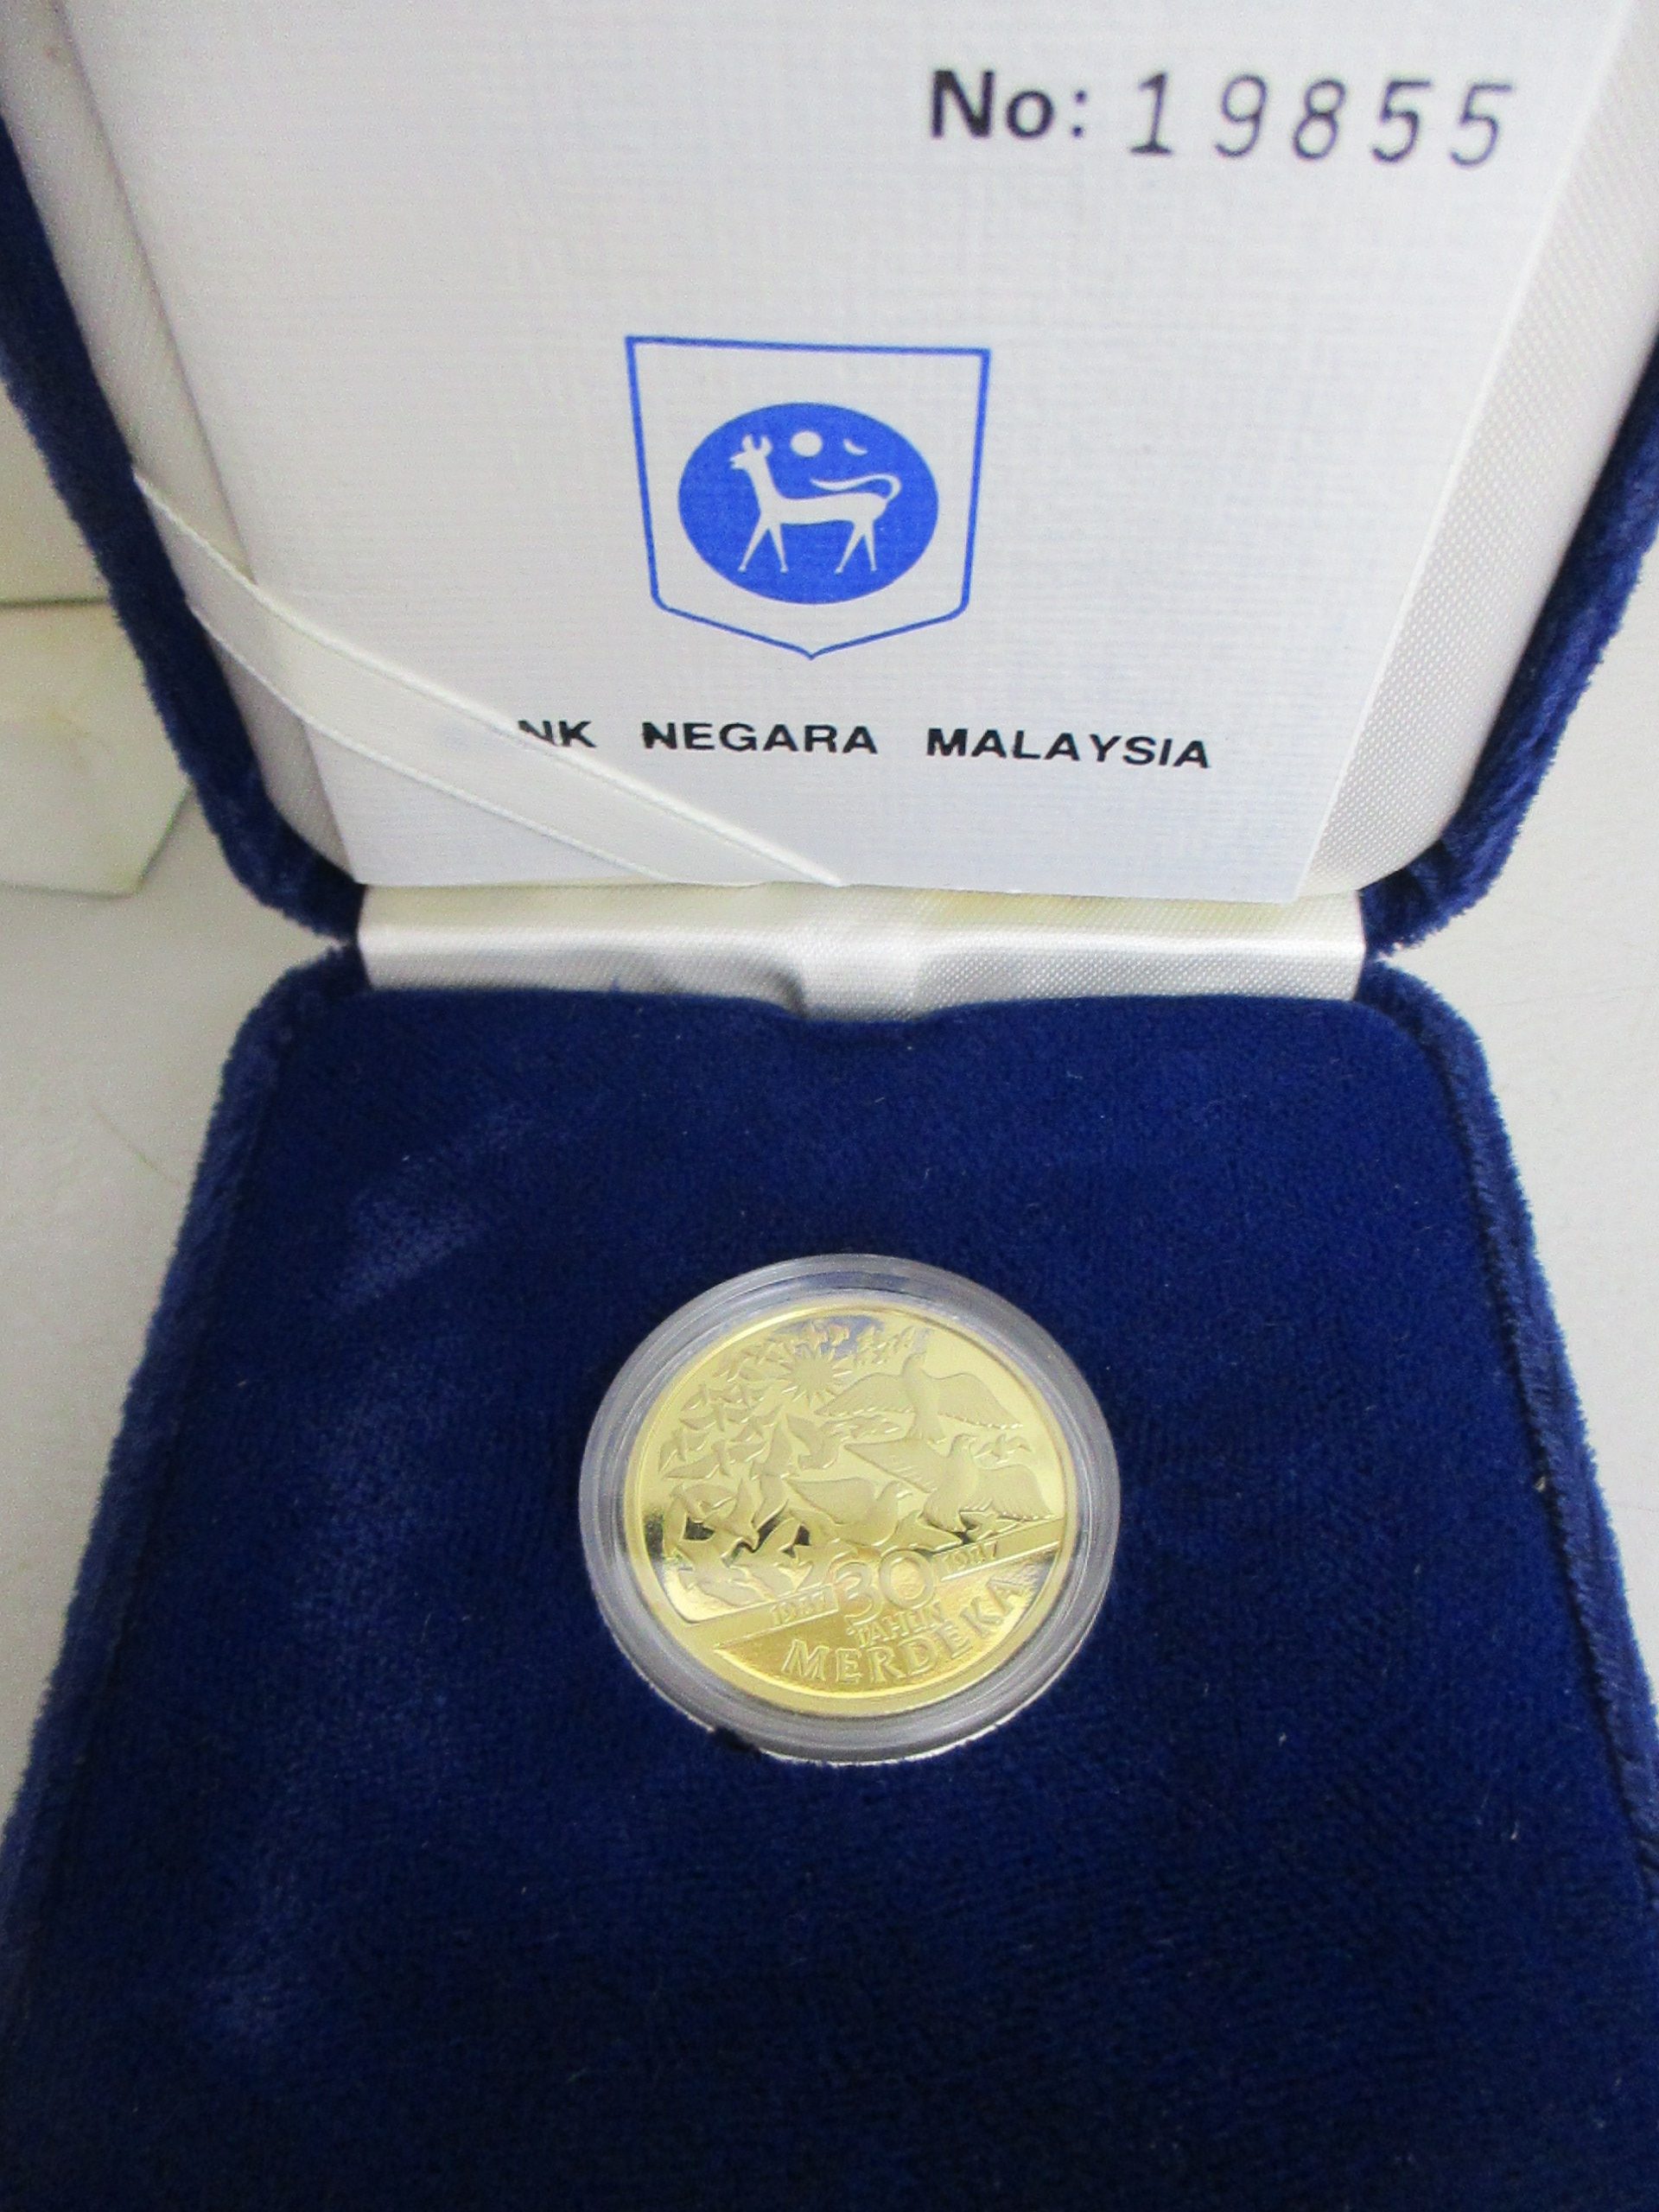 No: 19855
NK NEGARA MALAYSIA
1957 30 1987
TAHUN
MERDEKA